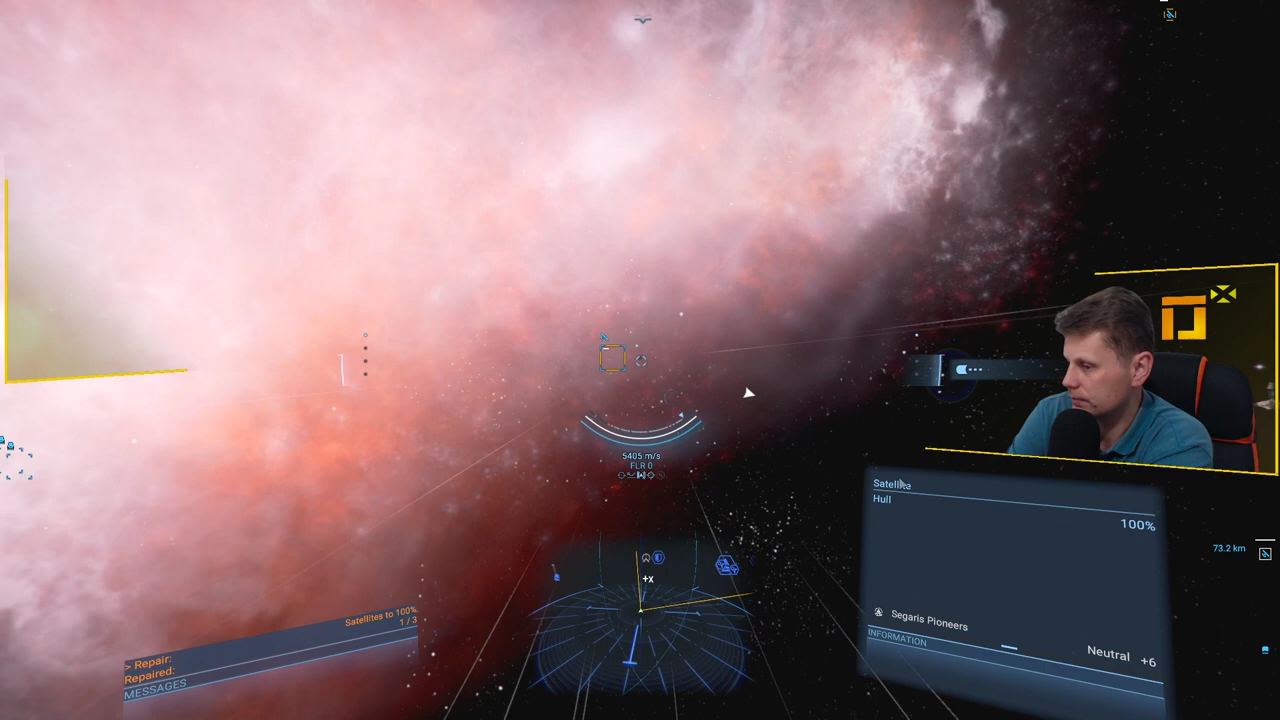 5405 m/s
FLR 0
Satellite
Hull
100%
73.2 km
+x
Satellites to 100%.
1 / 3
> Repair:
Repaired:
MESSAGES
Segaris Pioneers
INFORMATION
Neutral +6